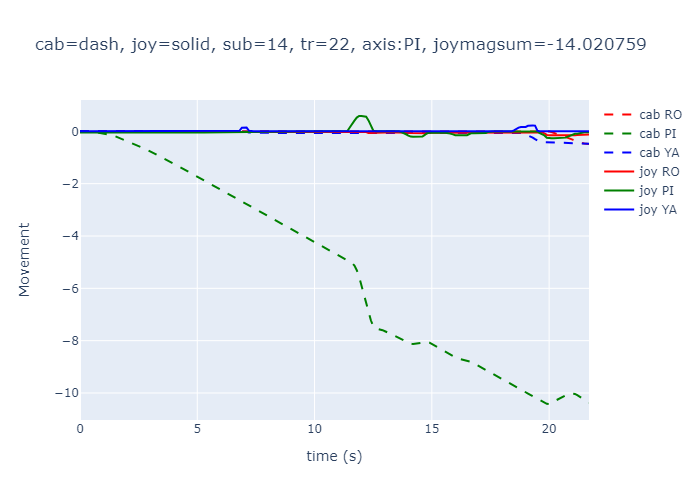 cab=dash, joy=solid, sub=14, tr=22, axis:PI, joymagsum=-14.020759
cab RO
cab PI
cab YA
joy RO
joy PI
joy YA
Movement
0
−2
−4
−6
−8
−10
0 5 10 15 20
time (s)